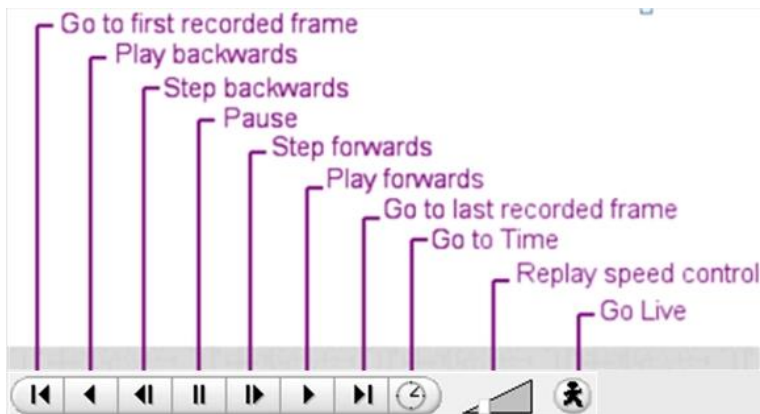 Go to first recorded frame
Play backwards
Step backwards
Pause
Step forwards
Play forwards
Go to last recorded frame
Go to Time
Replay speed control
Go Live